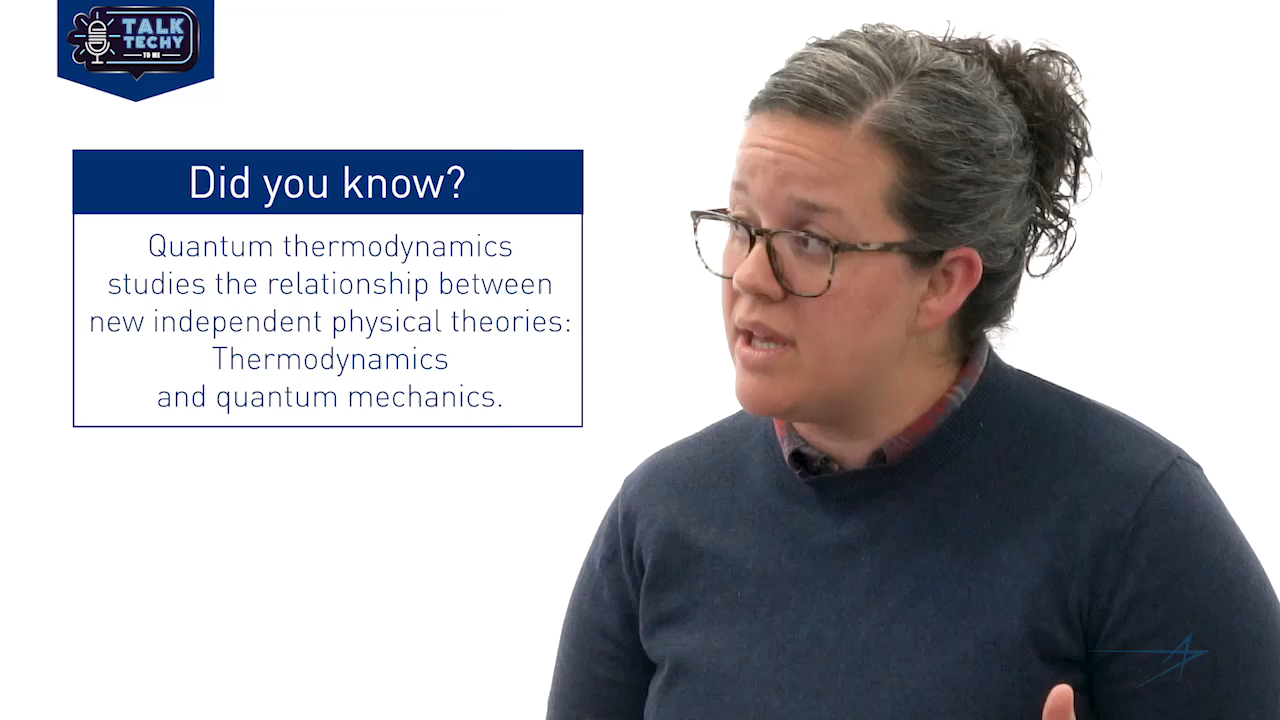 TALK
TECHY
TO ME
Did you know?
Quantum thermodynamics
studies the relationship between
new independent physical theories:
Thermodynamics
and quantum mechanics.